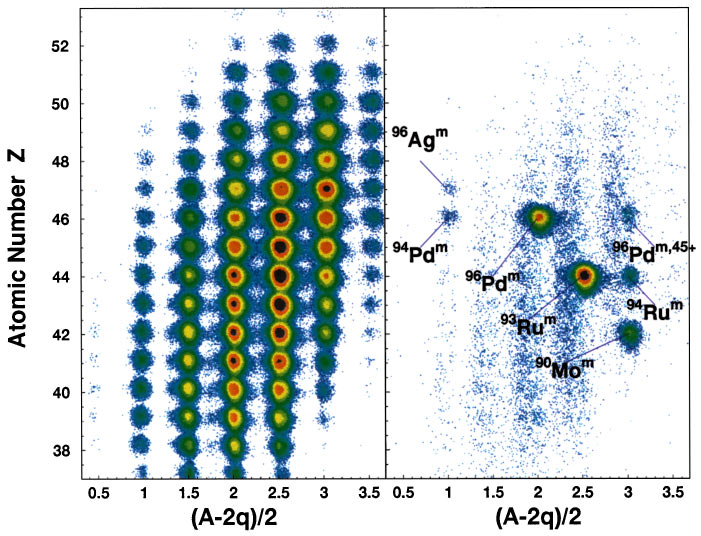 Atomic Number Z
52
50
48
46
44
42
40
38
0.5 1 1.5 2 2.5 3 3.5
(A-2q)/2
96Agm
94Pdm
96Pdm
93Rum
90Mom
96Pdm,45+
94Rum
0.5 1 1.5 2 2.5 3 3.5
(A-2q)/2